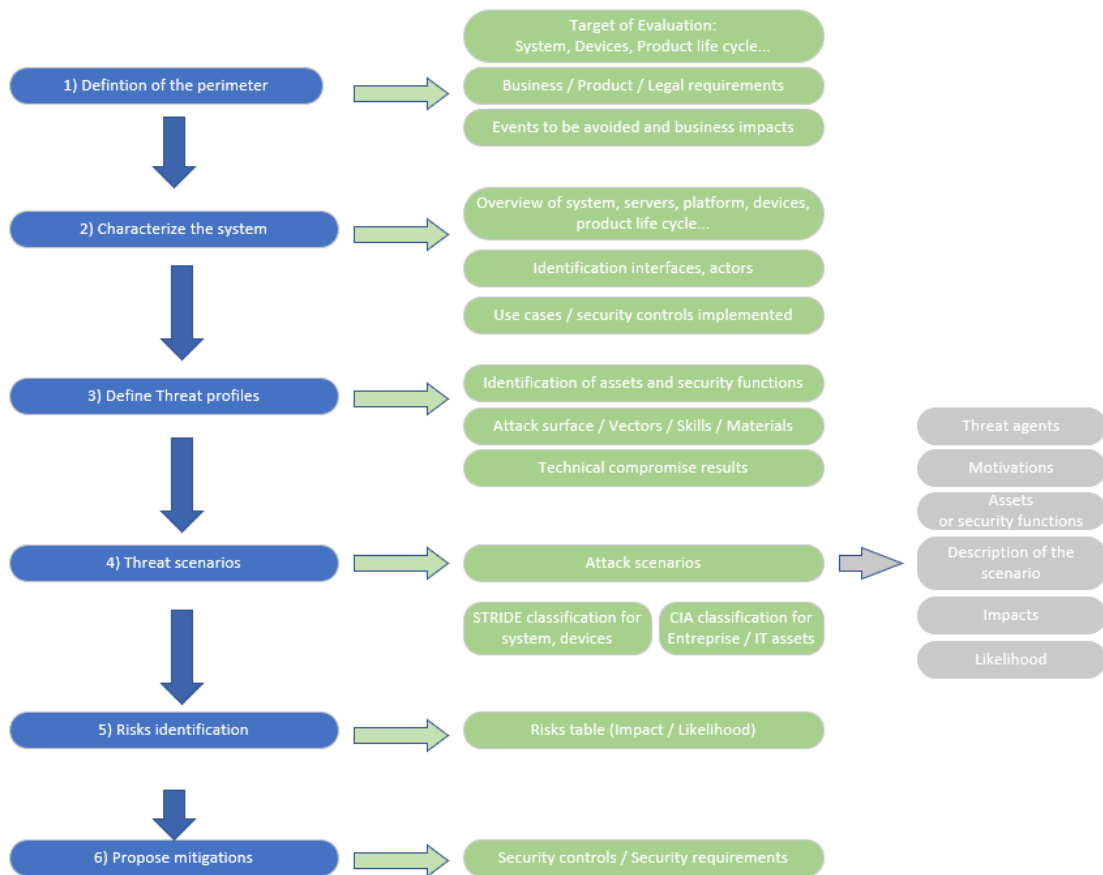 Target of Evaluation:
System, Devices, Product life cycle...
1) Defintion of the perimeter
Business / Product / Legal requirements
Events to be avoided and business impacts
2) Characterize the system
Overview of system, servers, platform, devices,
product life cycle...
Identification interfaces, actors
Use cases / security controls implemented
3) Define Threat profiles
Identification of assets and security functions
Attack surface / Vectors / Skills / Materials
Technical compromise results
Threat agents
Motivations
Assets
or security functions
4) Threat scenarios
Attack scenarios
Description of the
scenario
STRIDE classification for
system, devices
CIA classification for
Entreprise / IT assets
Impacts
Likelihood
5) Risks identification
Risks table (Impact / Likelihood)
6) Propose mitigations
Security controls / Security requirements